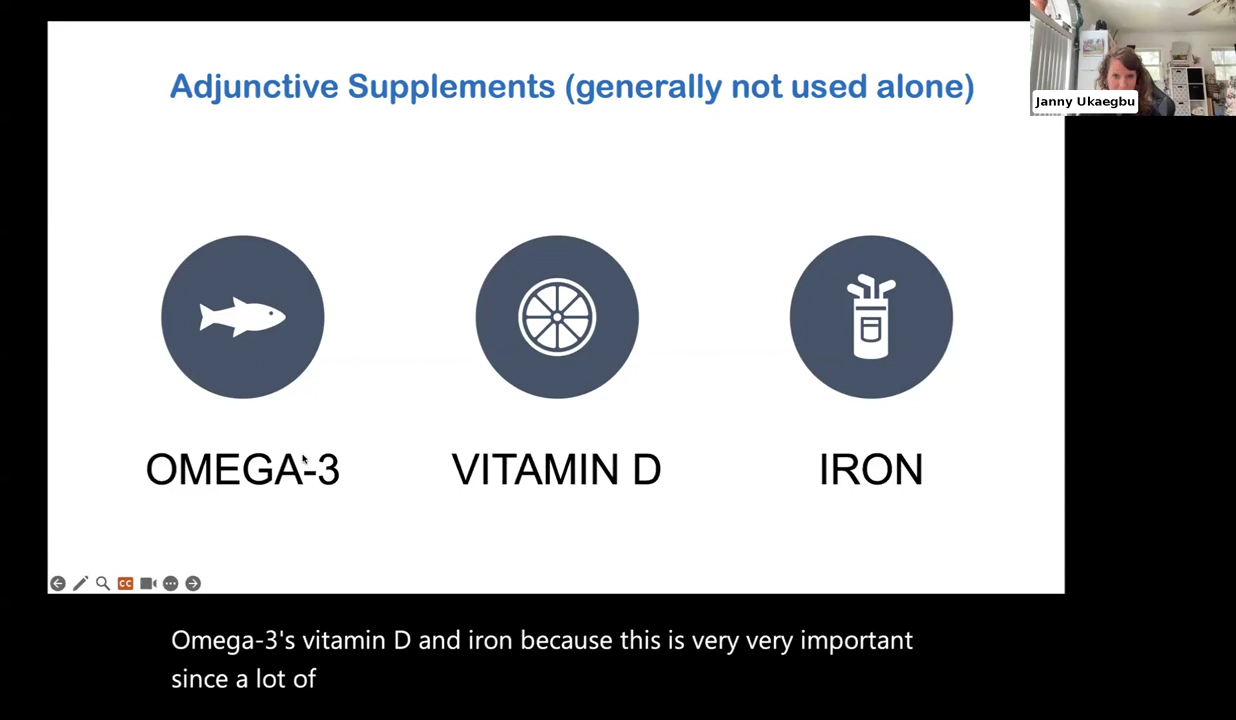 Adjunctive Supplements (generally not used alone)
Janny Ukaegbu
OMEGA-3
VITAMIN D
IRON
CC
Omega-3's vitamin D and iron because this is very very important
since a lot of